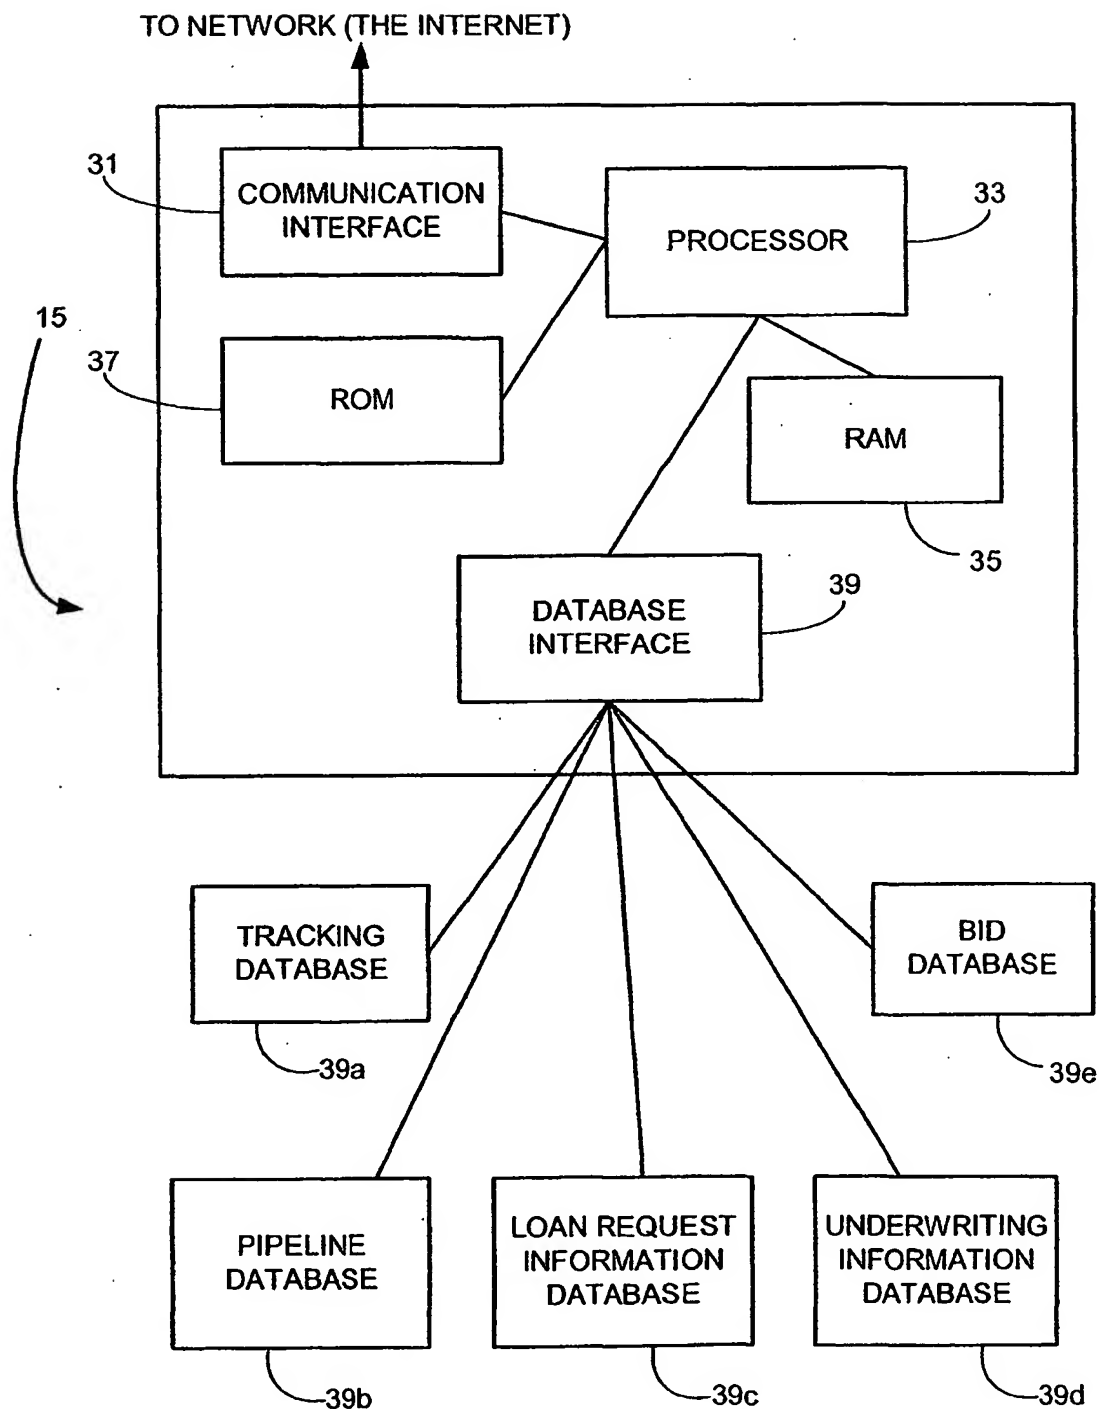 TO NETWORK (THE INTERNET)
31
COMMUNICATION
INTERFACE
PROCESSOR
33
15
37
ROM
RAM
35
DATABASE
INTERFACE
39
TRACKING
DATABASE
39a
BID
DATABASE
39e
PIPELINE
DATABASE
39b
LOAN REQUEST
INFORMATION
DATABASE
39c
UNDERWRITING
INFORMATION
DATABASE
39d